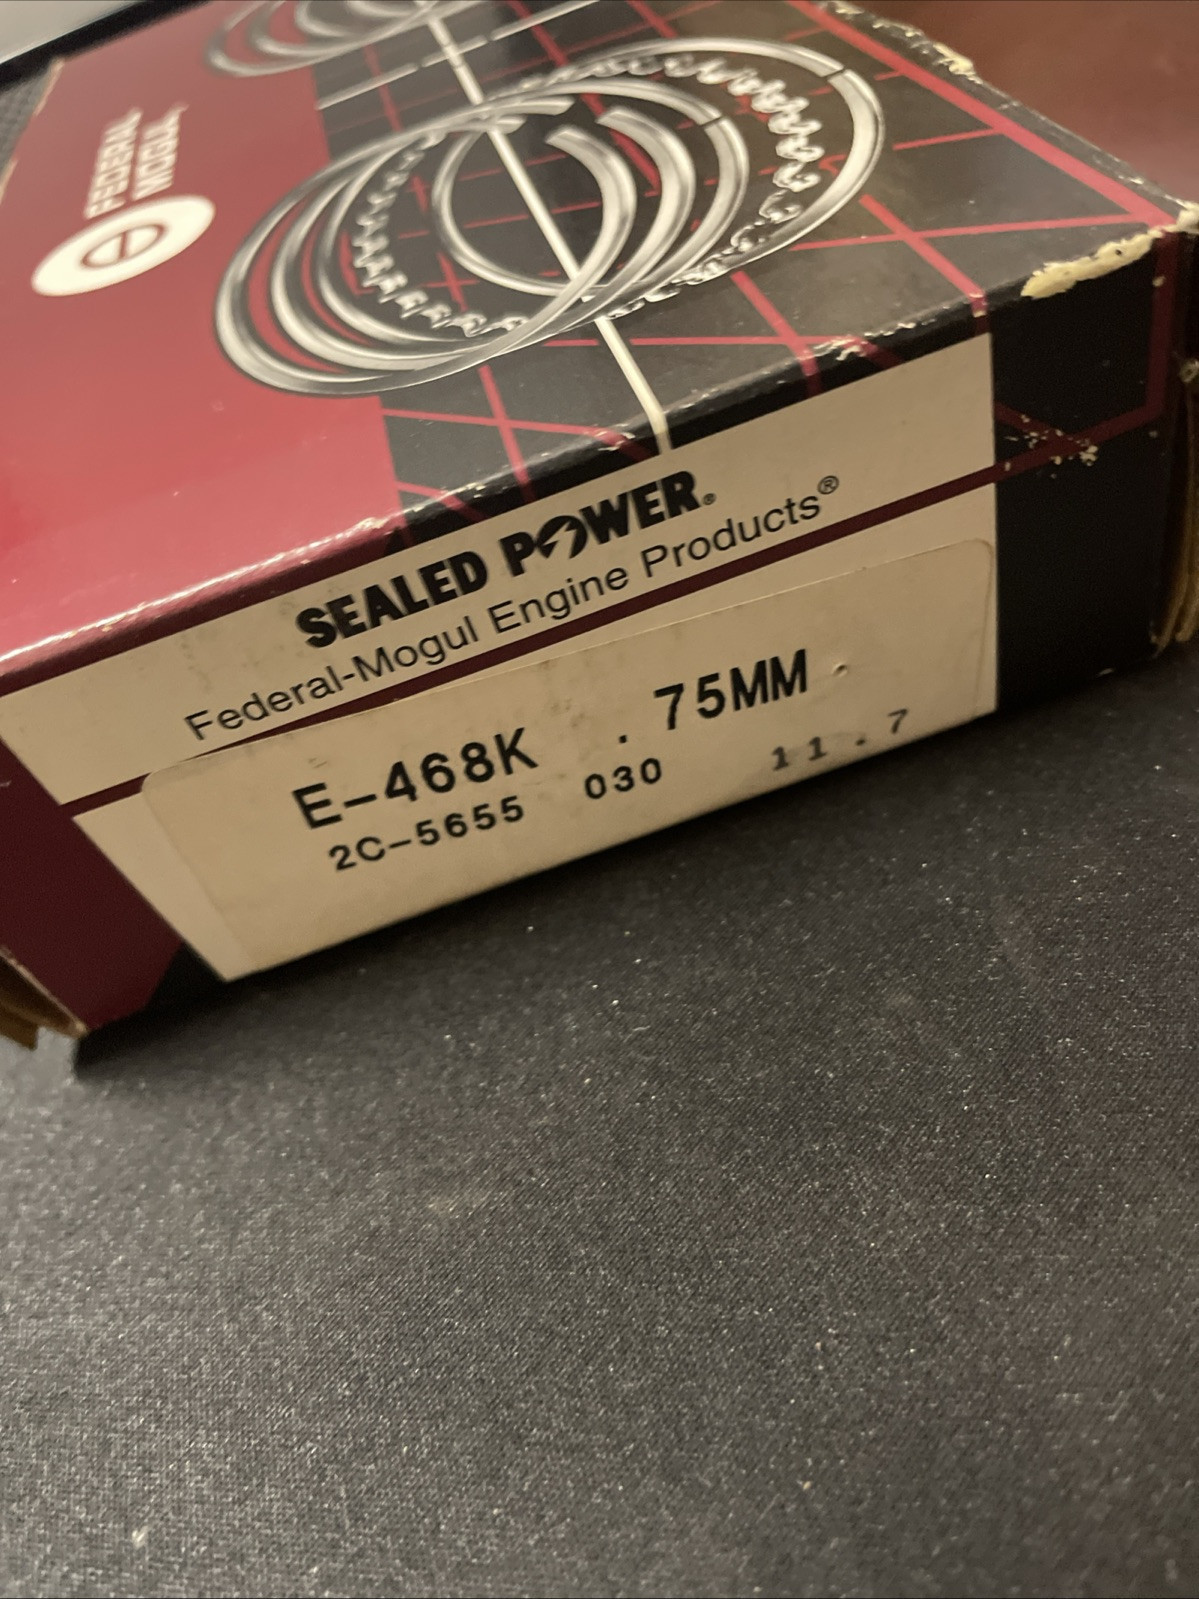 FEDERAL
MOGUL
SEALED POWER®
Federal-Mogul Engine Products®
E-468K .75MM
2C-5655 030 11.7